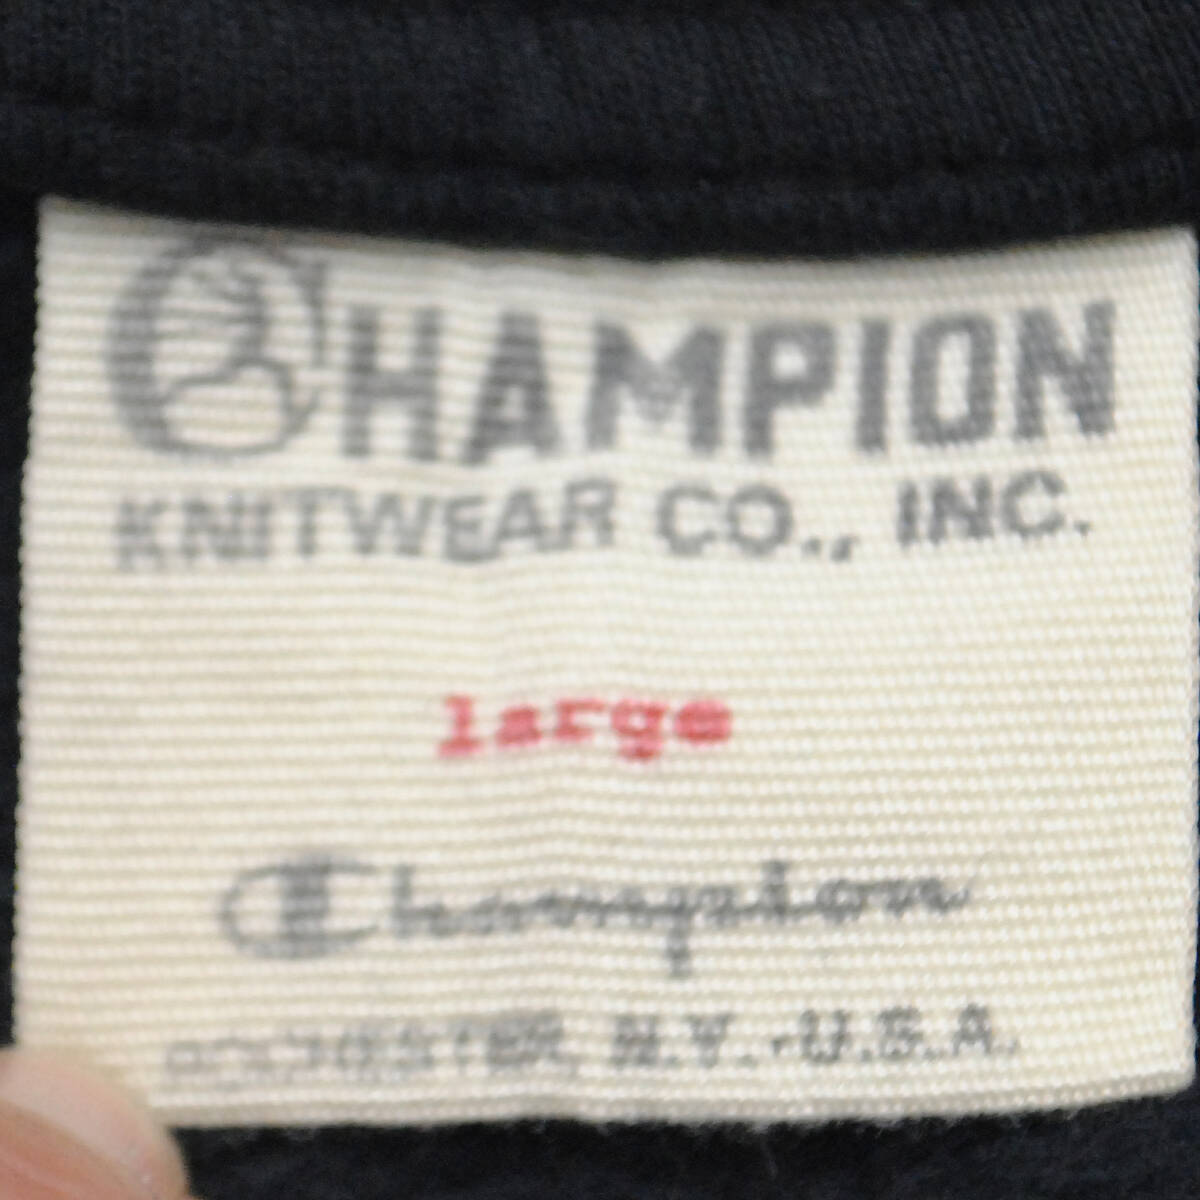 CHAMPION
KNITWEAR CO., INC.
large
Champion
ROCHESTER, N.Y.-U.S.A.